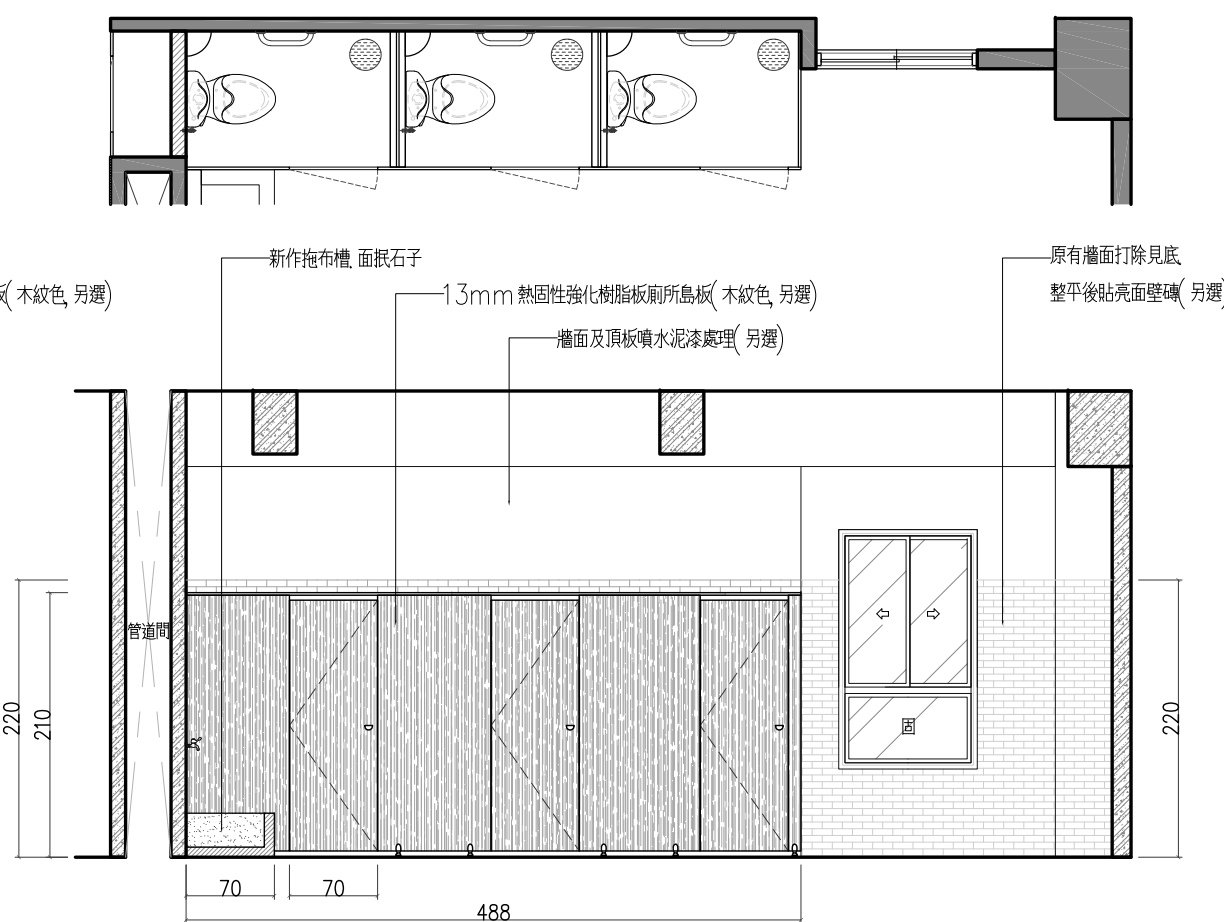 新作拖布槽, 面抿石子
板(木紋色, 另選)
13mm 熱固性強化樹脂板廁所島板(木紋色, 另選)
牆面及頂板噴水泥漆處理(另選)
原有牆面打除見底,
整平後貼亮面壁磚(另選)
管道間
220
210
220
70
70
488